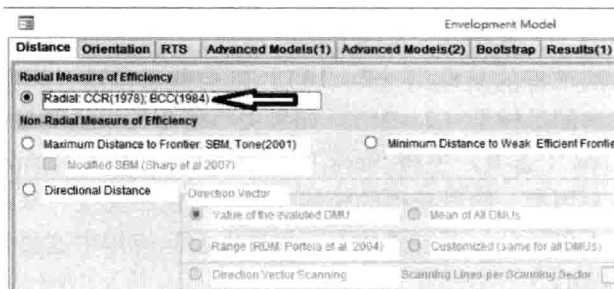 Envelopment Model
Distance Orientation RTS Advanced Models(1) Advanced Models(2) Bootstrap Results(1)
Radial Measure of Efficiency
Radial: CCR(1978); BCC(1984)
Non-Radial Measure of Efficiency
Maximum Distance to Frontier: SBM, Tone(2001) Minimum Distance to Weak Efficient Frontie
Modified SBM (Sharp et al 2007)
Directional Distance
Direction Vector
Value of the evaluted DMU Mean of All DMUs
Range (RDM: Portela et al. 2004) Customized (same for all DMUs)
Direction Vector Scanning Scanning Lines per Scanning Sector